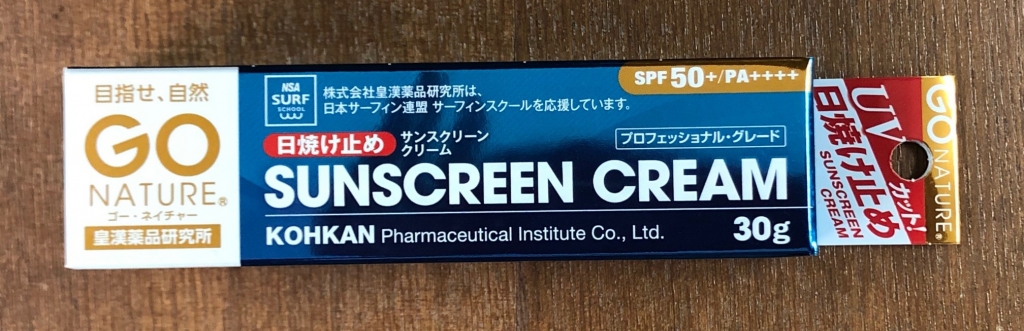 目指せ、自然
GO
NATURE®
ゴー・ネイチャー
皇漢薬品研究所
NSA
SURF
SCHOOL
株式会社皇漢薬品研究所は、
日本サーフィン連盟 サーフィンスクールを応援しています。
SPF 50+/PA++++
日焼け止め
サンスクリーン
クリーム
プロフェッショナル・グレード
SUNSCREEN CREAM
KOHKAN Pharmaceutical Institute Co., Ltd.
30g
GO NATURE®
UVカット!
日焼け止め
SUNSCREEN
CREAM